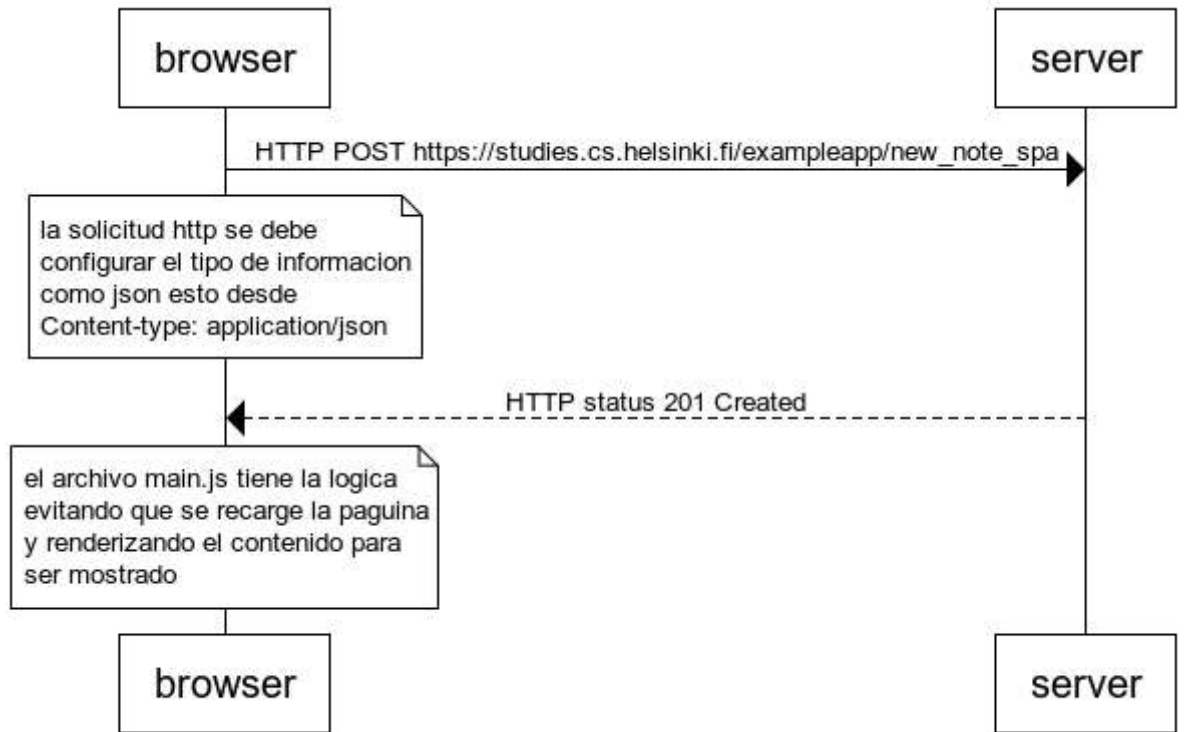 browser
server
HTTP POST https://studies.cs.helsinki.fi/exampleapp/new_note_spa
la solicitud http se debe
configurar el tipo de informacion
como json esto desde
Content-type: application/json
HTTP status 201 Created
el archivo main.js tiene la logica
evitando que se recarge la paguina
y renderizando el contenido para
ser mostrado
browser
server